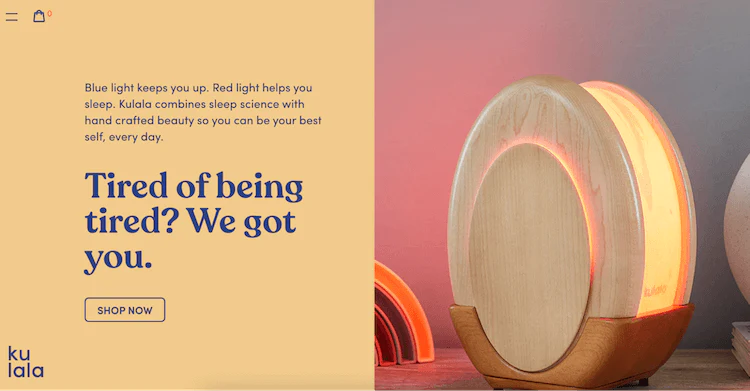 0
Blue light keeps you up. Red light helps you
sleep. Kulala combines sleep science with
hand crafted beauty so you can be your best
self, every day.
Tired of being
tired? We got
you.
SHOP NOW
ku
lala
kulala